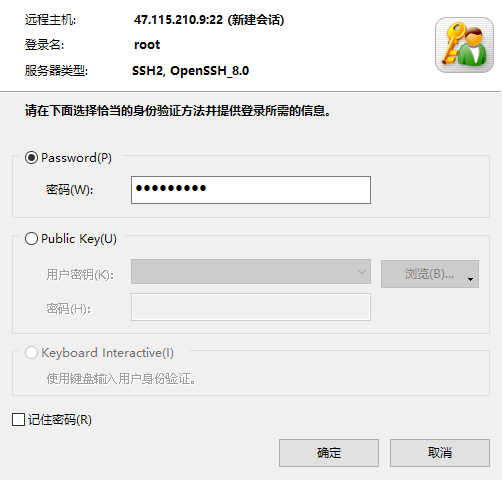 远程主机: 47.115.210.9:22 (新建会话)
登录名: root
服务器类型: SSH2, OpenSSH_8.0
请在下面选择恰当的身份验证方法并提供登录所需的信息。
Password(P)
密码(W): ●●●●●●●●●
Public Key(U)
用户密钥(K): 浏览(B)...
密码(H):
Keyboard Interactive(I)
使用键盘输入用户身份验证。
记住密码(R)
确定 取消